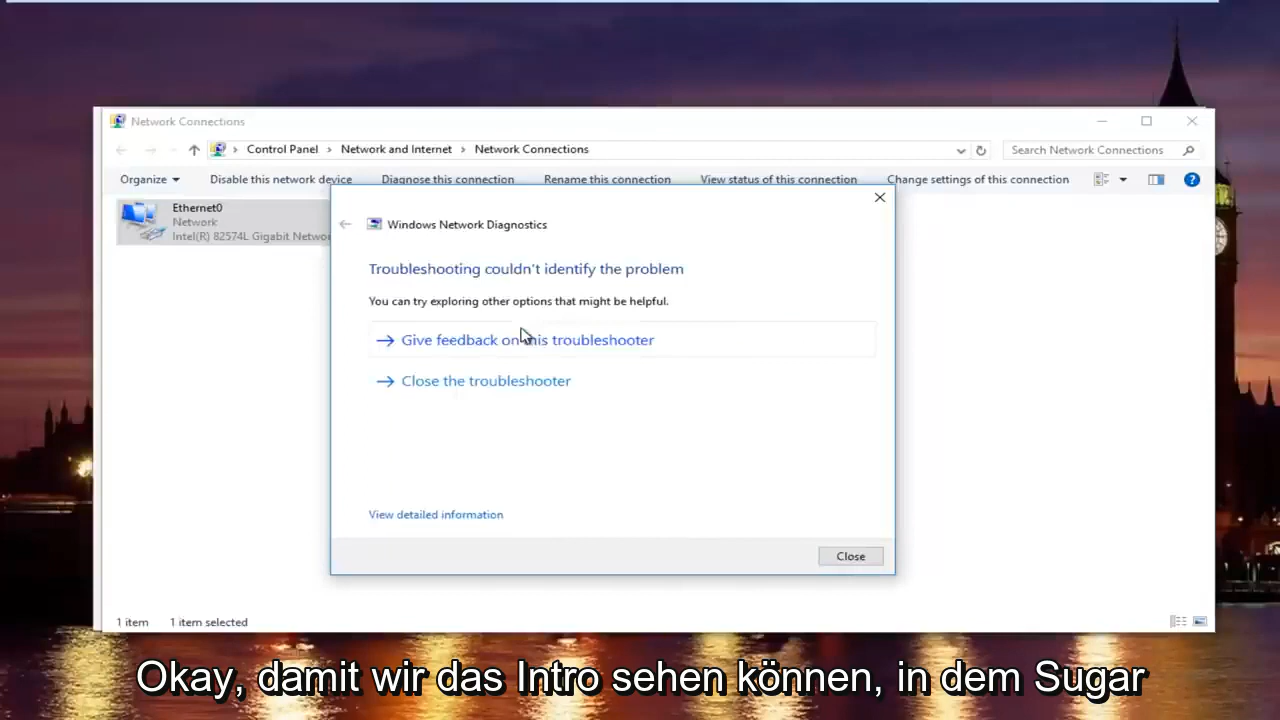 Network Connections
Control Panel > Network and Internet > Network Connections
Search Network Connections
Organize
Disable this network device
Diagnose this connection
Rename this connection
View status of this connection
Change settings of this connection
Ethernet0
Network
Intel(R) 82574L Gigabit Netwo
Windows Network Diagnostics
Troubleshooting couldn't identify the problem
You can try exploring other options that might be helpful.
Give feedback on this troubleshooter
Close the troubleshooter
View detailed information
Close
1 item
1 item selected
Okay, damit wir das Intro sehen können, in dem Sugar